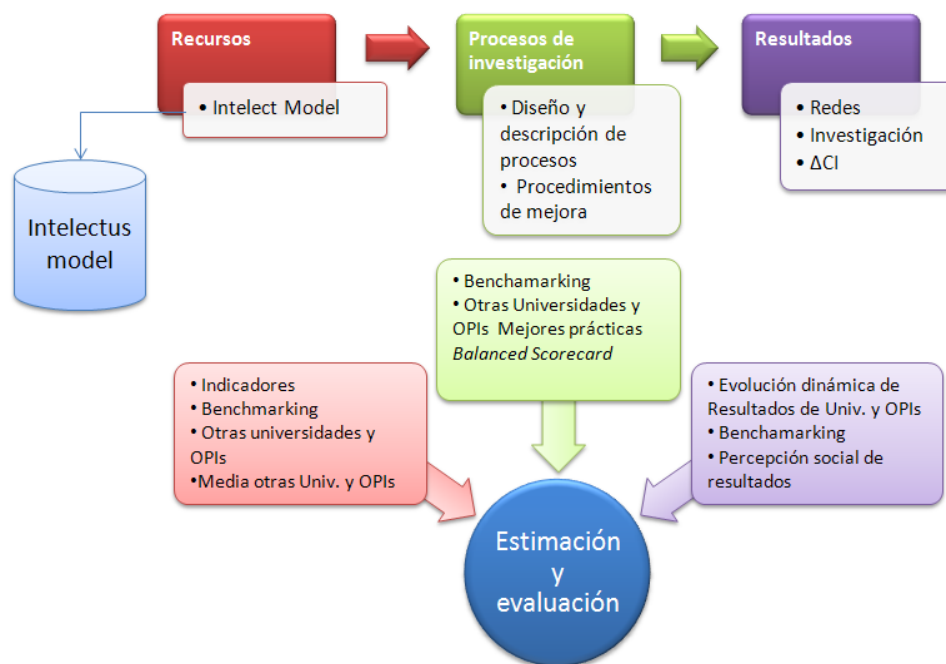 Recursos
• Intelect Model
Intelectus
model
Procesos de
investigación
• Diseño y
descripción de
procesos
• Procedimientos
de mejora
Resultados
• Redes
• Investigación
• ΔCI
• Benchamarking
• Otras Universidades y
OPIs Mejores prácticas
Balanced Scorecard
• Indicadores
• Benchmarking
• Otras universidades y
OPIs
• Media otras Univ. y OPIs
• Evolución dinámica de
Resultados de Univ. y OPIs
• Benchamarking
• Percepción social de
resultados
Estimación
y
evaluación